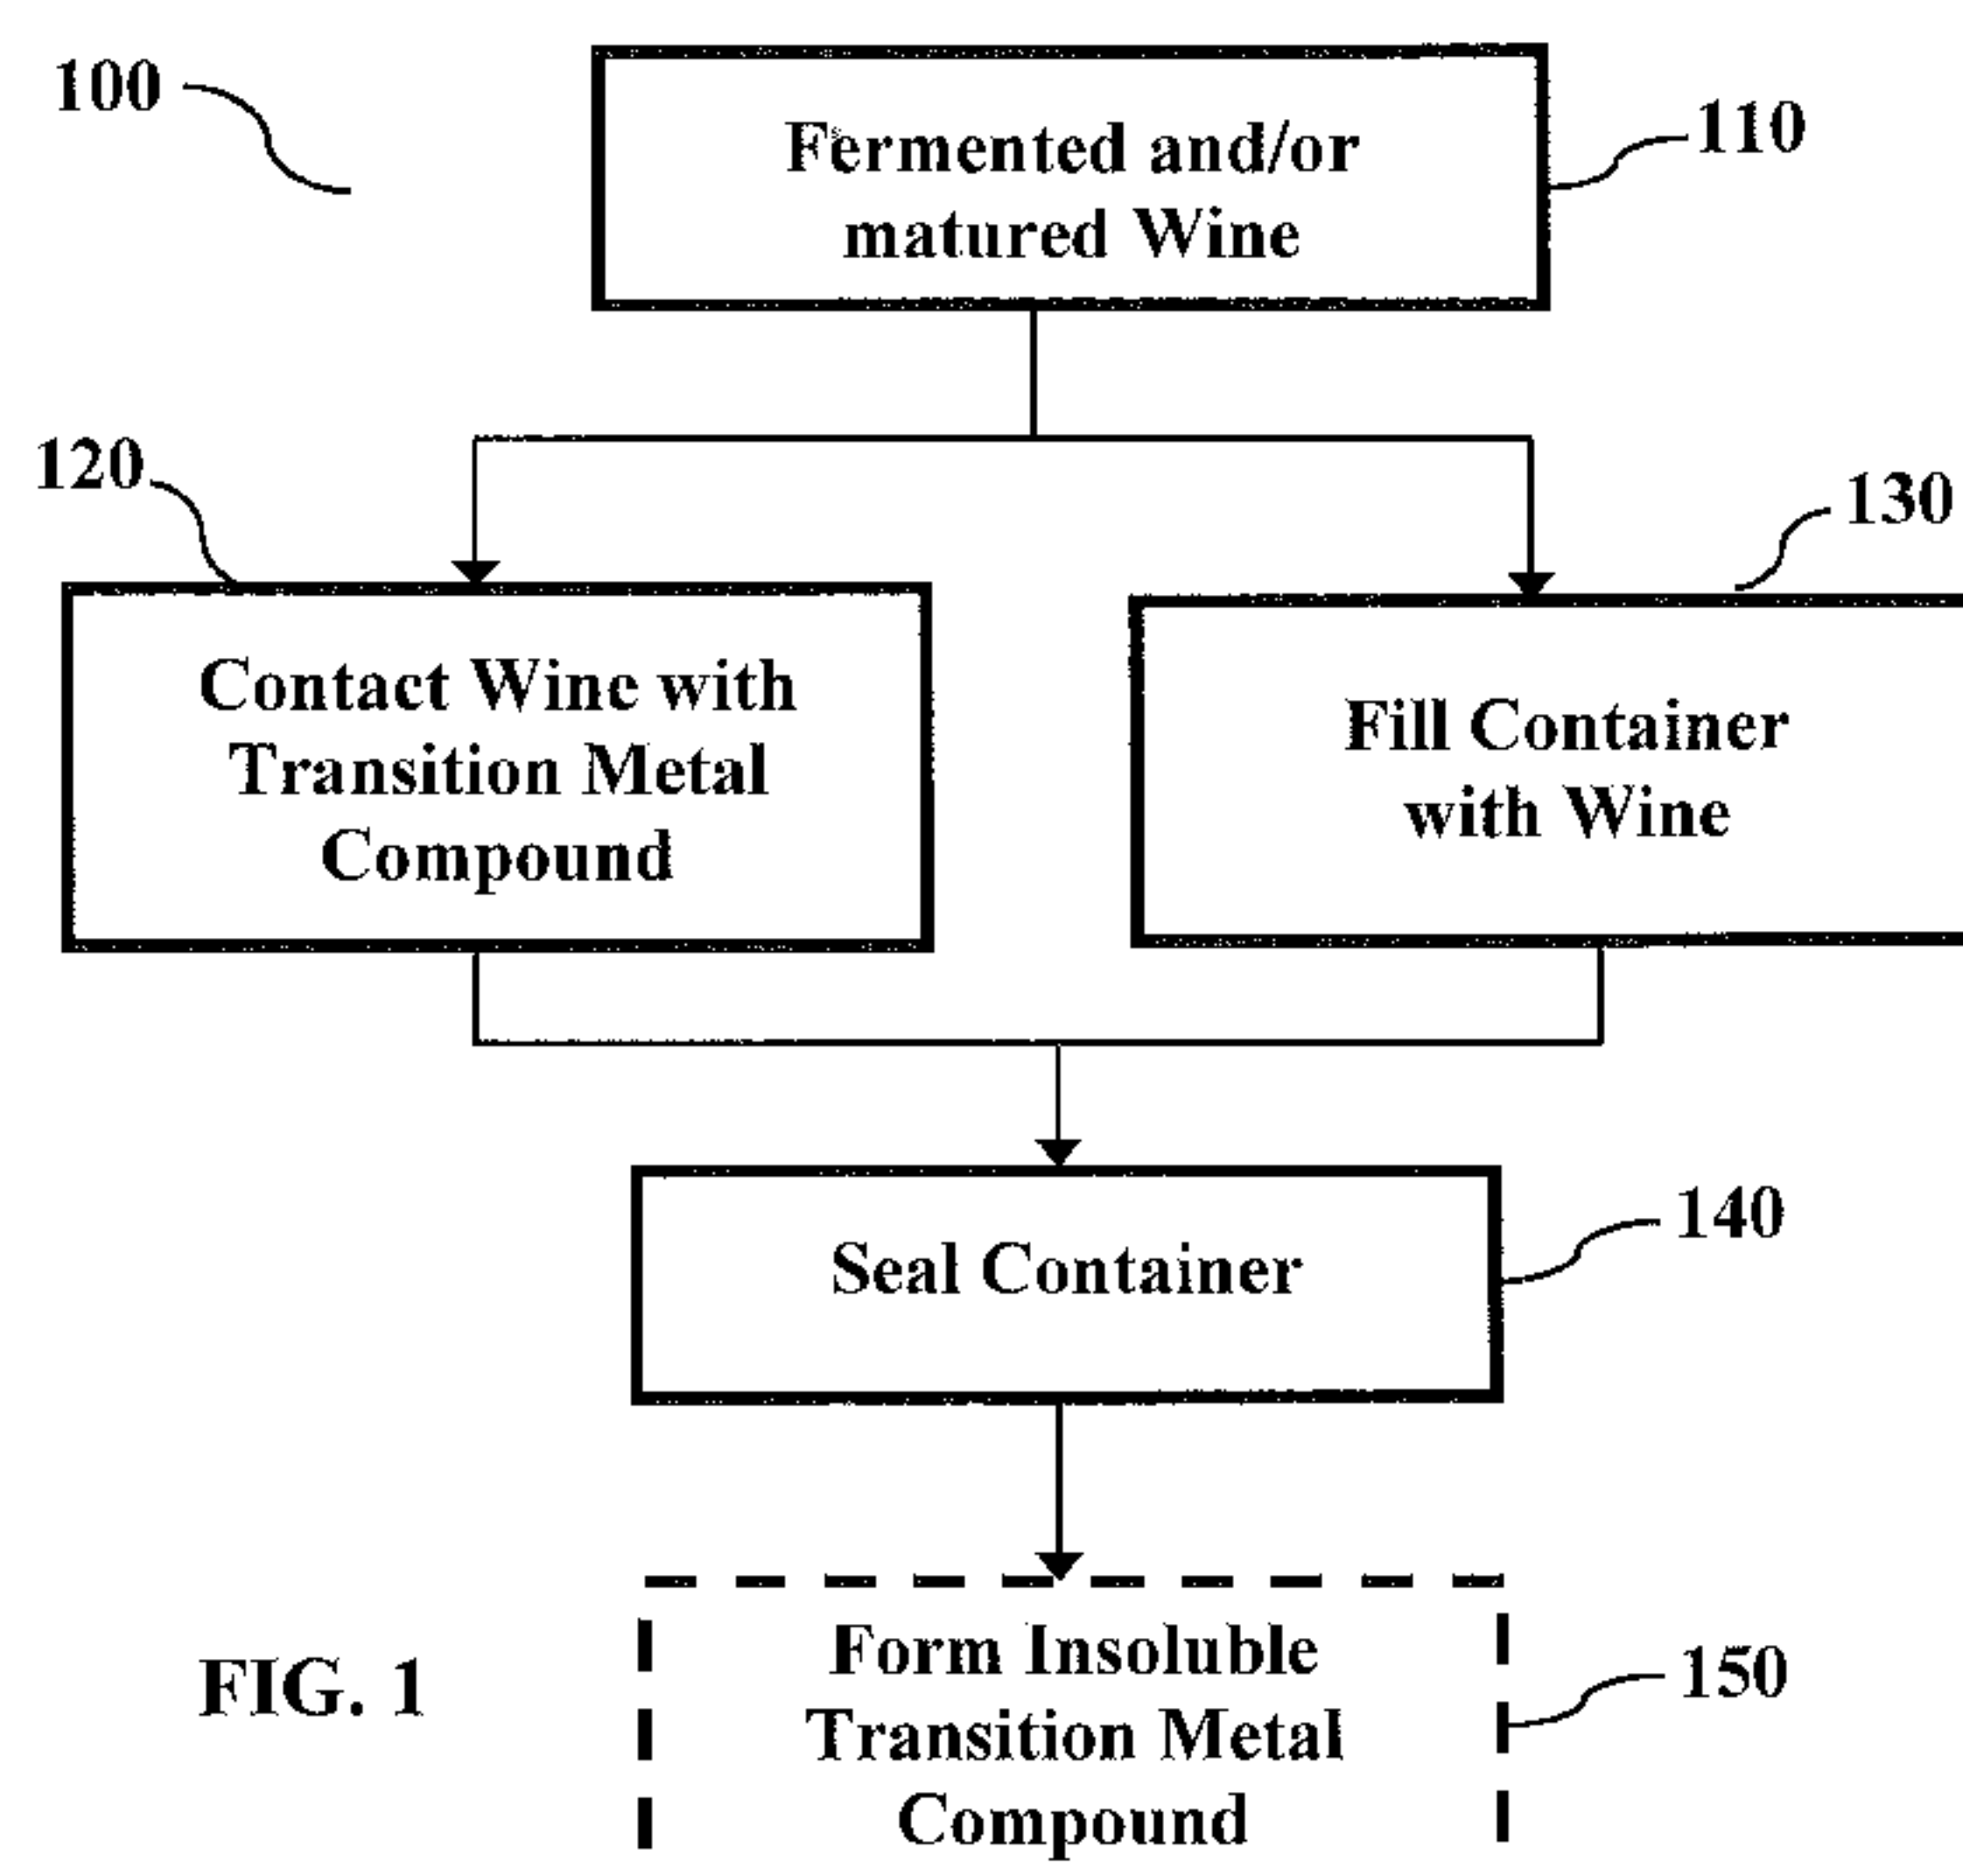 100
Fermented and/or
matured Wine
110
120
130
Contact Wine with
Transition Metal
Compound
Fill Container
with Wine
Seal Container
140
Form Insoluble
Transition Metal
Compound
150
FIG. 1